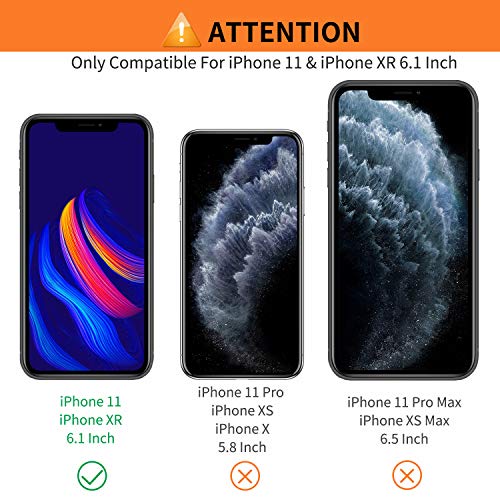 ATTENTION
Only Compatible For iPhone 11 & iPhone XR 6.1 Inch
iPhone 11
iPhone XR
6.1 Inch
iPhone 11 Pro
iPhone XS
iPhone X
5.8 Inch
iPhone 11 Pro Max
iPhone XS Max
6.5 Inch